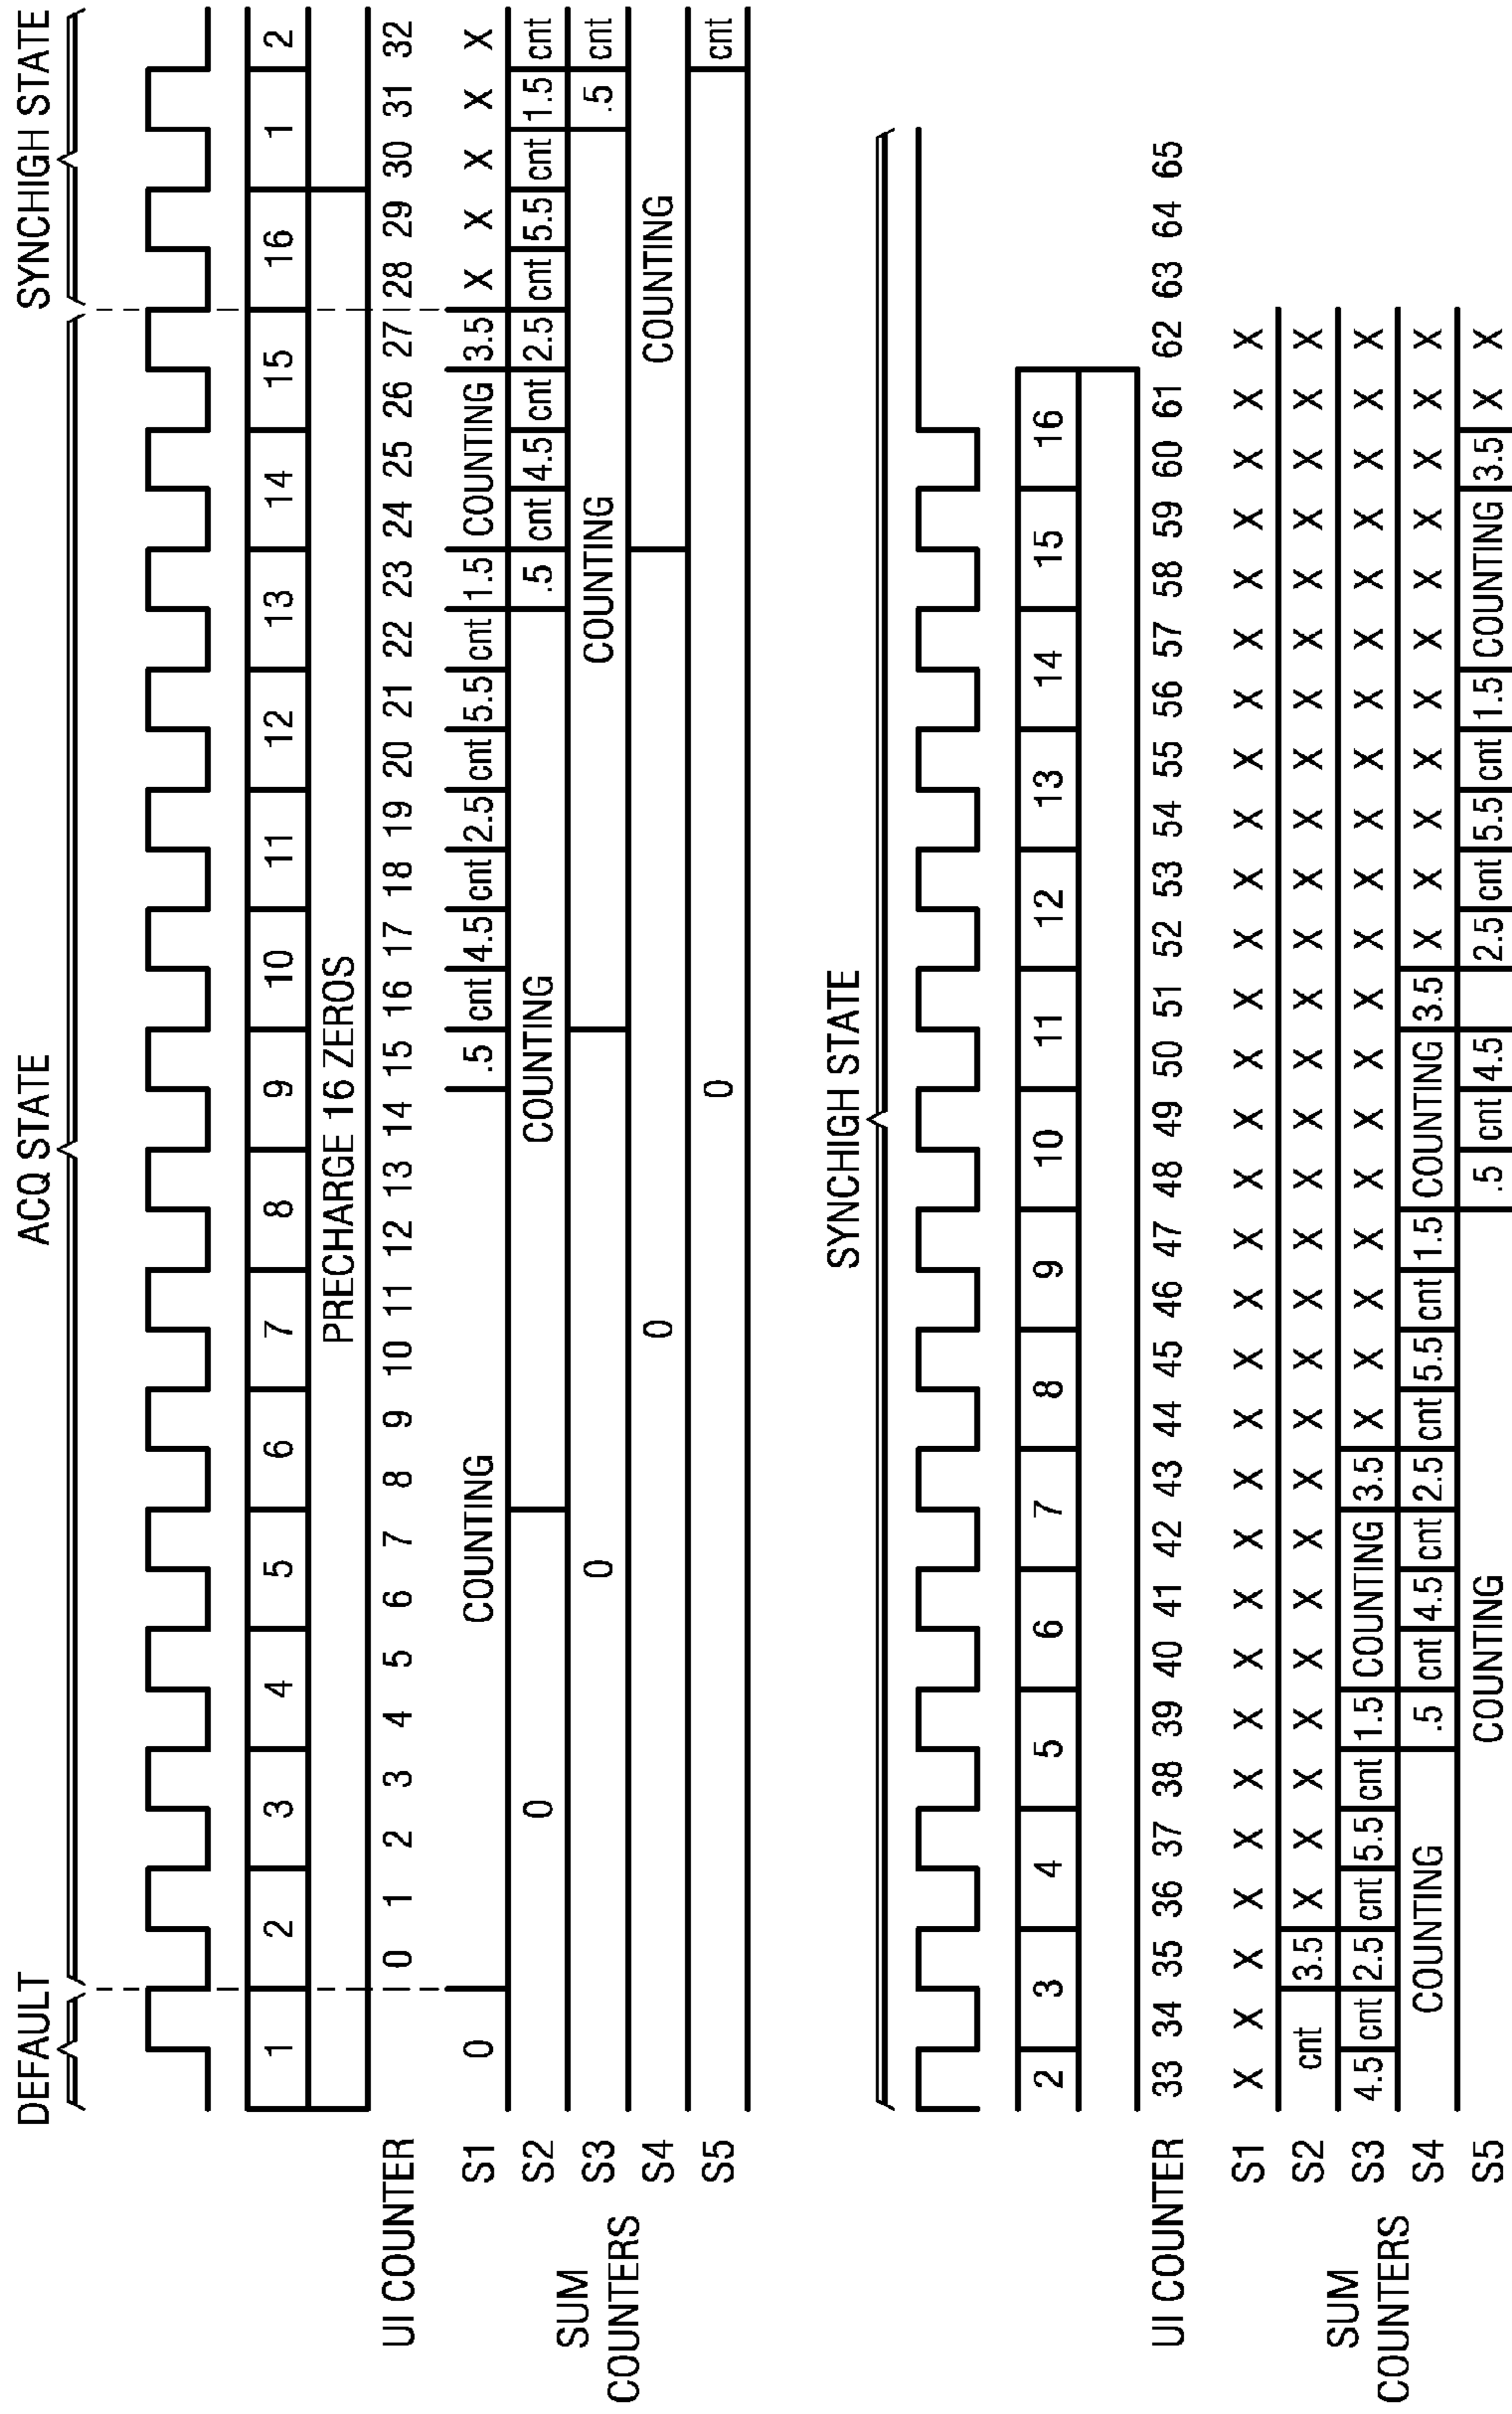 DEFAULT ACQ STATE SYNCHIGH STATE
1 2 3 4 5 6 7 8 9 10 11 12 13 14 15 16 1 2
PRECHARGE 16 ZEROS
UI COUNTER 0 1 2 3 4 5 6 7 8 9 10 11 12 13 14 15 16 17 18 19 20 21 22 23 24 25 26 27 28 29 30 31 32
SUM COUNTERS
S1 0 COUNTING .5 cnt 4.5 cnt 2.5 cnt 5.5 cnt 1.5 COUNTING 3.5 X X X X X
S2 0 COUNTING .5 cnt 4.5 cnt 2.5 cnt 5.5 cnt 1.5 cnt
S3 0 COUNTING .5 cnt
S4 0 COUNTING
S5 0 cnt
SYNCHIGH STATE
2 3 4 5 6 7 8 9 10 11 12 13 14 15 16
UI COUNTER 33 34 35 36 37 38 39 40 41 42 43 44 45 46 47 48 49 50 51 52 53 54 55 56 57 58 59 60 61 62 63 64 65
SUM COUNTERS
S1 X X X X X X X X X X X X X X X X X X X X X X X X X X X X X X
S2 cnt 3.5 X X X X X X X X X X X X X X X X X X X X X X X X X X X
S3 4.5 cnt 2.5 cnt 5.5 cnt 1.5 COUNTING 3.5 X X X X X X X X X X X X X X X X X X X
S4 COUNTING .5 cnt 4.5 cnt 2.5 cnt 5.5 cnt 1.5 COUNTING 3.5 X X X X X X X X X X X
S5 COUNTING .5 cnt 4.5 2.5 cnt 5.5 cnt 1.5 COUNTING 3.5 X X